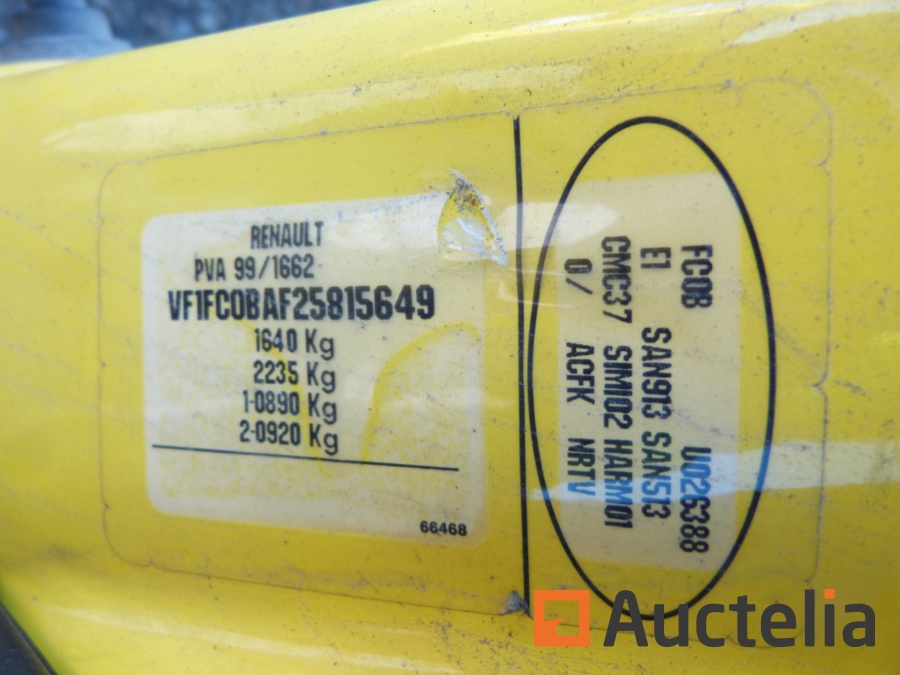 RENAULT
PVA 99/1662
VF1FC0BAF25815649
1640 Kg
2235 Kg
1-0890 Kg
2-0920 Kg
66468
FC0B U026388
E1 SAN913 SAN513
CMC37 SIMI02 HARM01
0/ ACFK NRTV
Auctelia